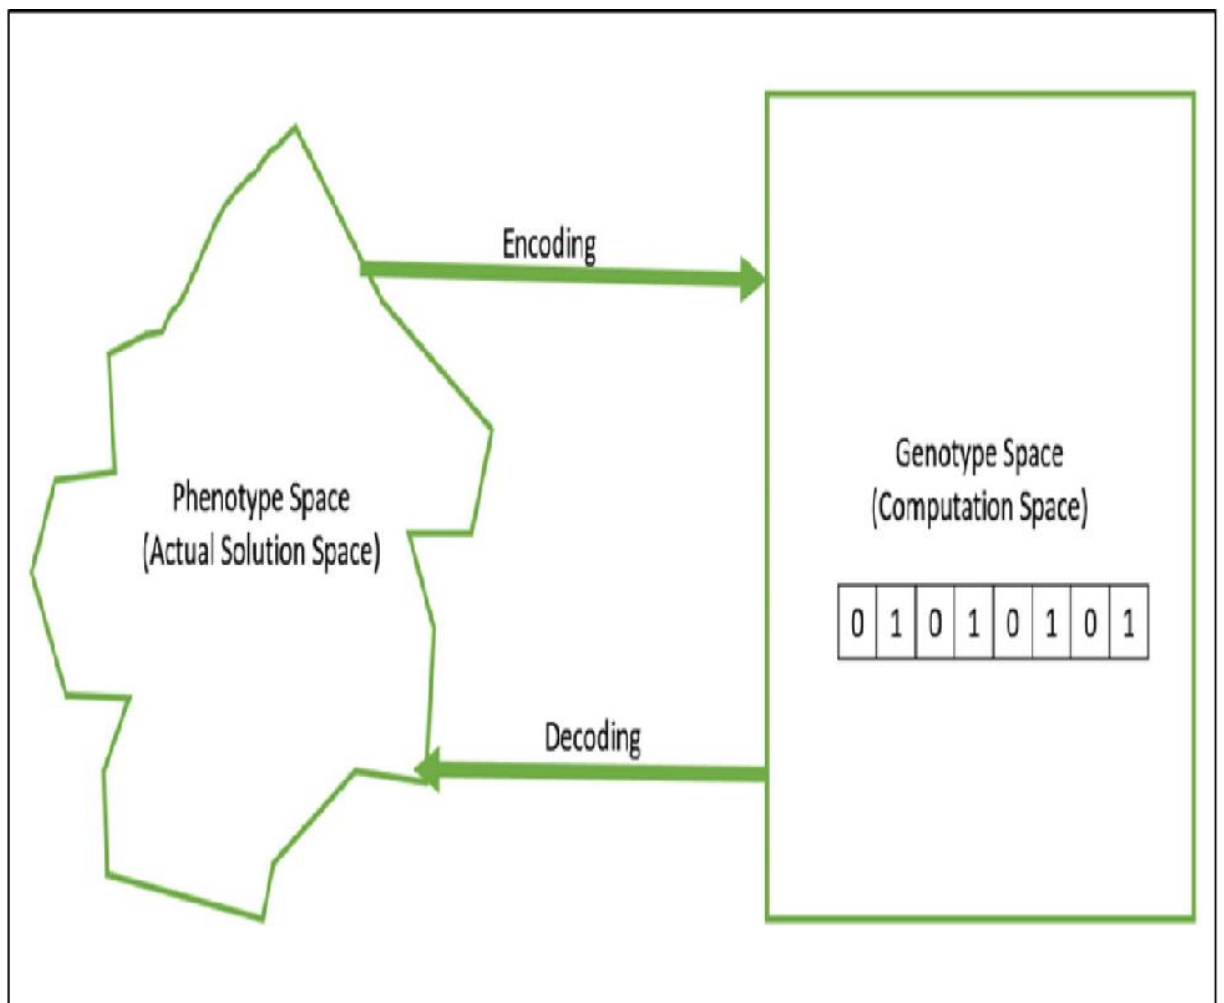 Encoding
Phenotype Space
(Actual Solution Space)
Genotype Space
(Computation Space)
0 1 0 1 0 1 0 1
Decoding